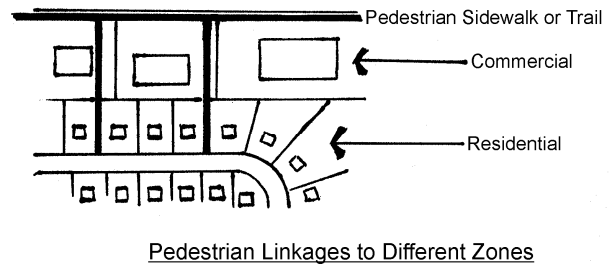 Pedestrian Sidewalk or Trail
Commercial
Residential
Pedestrian Linkages to Different Zones